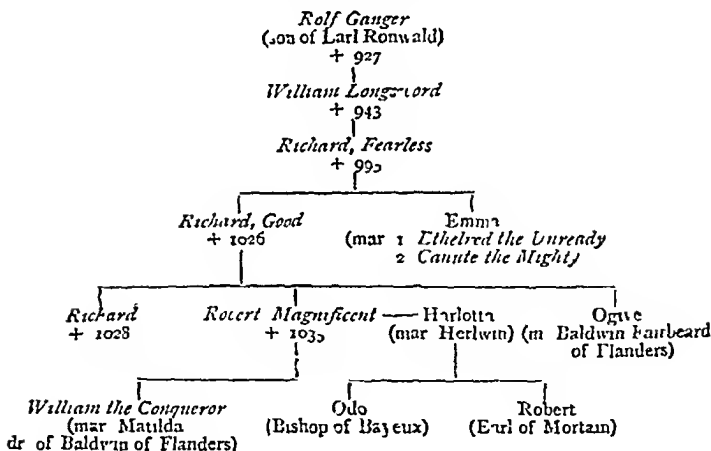 Rolf Ganger
(son of Earl Ronwald)
+ 927
William Longsword
+ 943
Richard, Fearless
+ 995
Richard, Good
+ 1026
Emma
(mar 1 Ethelred the Unready
2 Canute the Mighty
Richard
+ 1028
Robert Magnificent — Harlotta
+ 1035
(mar Herlwin)
Ogive
(m Baldwin Fairbeard
of Flanders)
William the Conqueror
(mar Matilda
dr of Baldwin of Flanders)
Odo
(Bishop of Bayeux)
Robert
(Earl of Mortain)